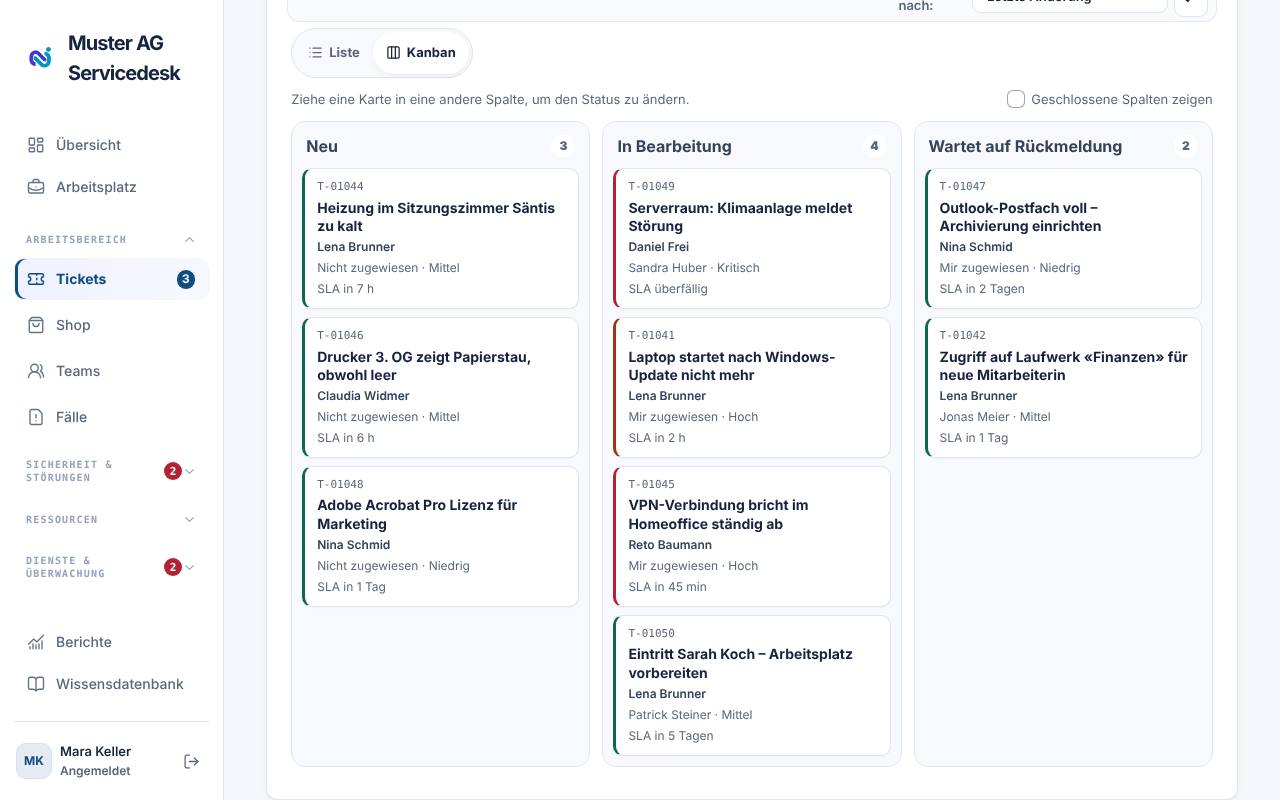 Muster AG
Servicedesk
Übersicht
Arbeitsplatz
ARBEITSBEREICH
Tickets 3
Shop
Teams
Fälle
SICHERHEIT &
STÖRUNGEN
2
RESSOURCEN
DIENSTE &
ÜBERWACHUNG
2
Berichte
Wissensdatenbank
MK
Mara Keller
Angemeldet
nach:
Letzte Änderung
Liste Kanban
Ziehe eine Karte in eine andere Spalte, um den Status zu ändern.
Geschlossene Spalten zeigen
Neu 3
T-01044
Heizung im Sitzungszimmer Säntis
zu kalt
Lena Brunner
Nicht zugewiesen · Mittel
SLA in 7 h
T-01046
Drucker 3. OG zeigt Papierstau,
obwohl leer
Claudia Widmer
Nicht zugewiesen · Mittel
SLA in 6 h
T-01048
Adobe Acrobat Pro Lizenz für
Marketing
Nina Schmid
Nicht zugewiesen · Niedrig
SLA in 1 Tag
In Bearbeitung 4
T-01049
Serverraum: Klimaanlage meldet
Störung
Daniel Frei
Sandra Huber · Kritisch
SLA überfällig
T-01041
Laptop startet nach Windows-
Update nicht mehr
Lena Brunner
Mir zugewiesen · Hoch
SLA in 2 h
T-01045
VPN-Verbindung bricht im
Homeoffice ständig ab
Reto Baumann
Mir zugewiesen · Hoch
SLA in 45 min
T-01050
Eintritt Sarah Koch – Arbeitsplatz
vorbereiten
Lena Brunner
Patrick Steiner · Mittel
SLA in 5 Tagen
Wartet auf Rückmeldung 2
T-01047
Outlook-Postfach voll –
Archivierung einrichten
Nina Schmid
Mir zugewiesen · Niedrig
SLA in 2 Tagen
T-01042
Zugriff auf Laufwerk «Finanzen» für
neue Mitarbeiterin
Lena Brunner
Jonas Meier · Mittel
SLA in 1 Tag